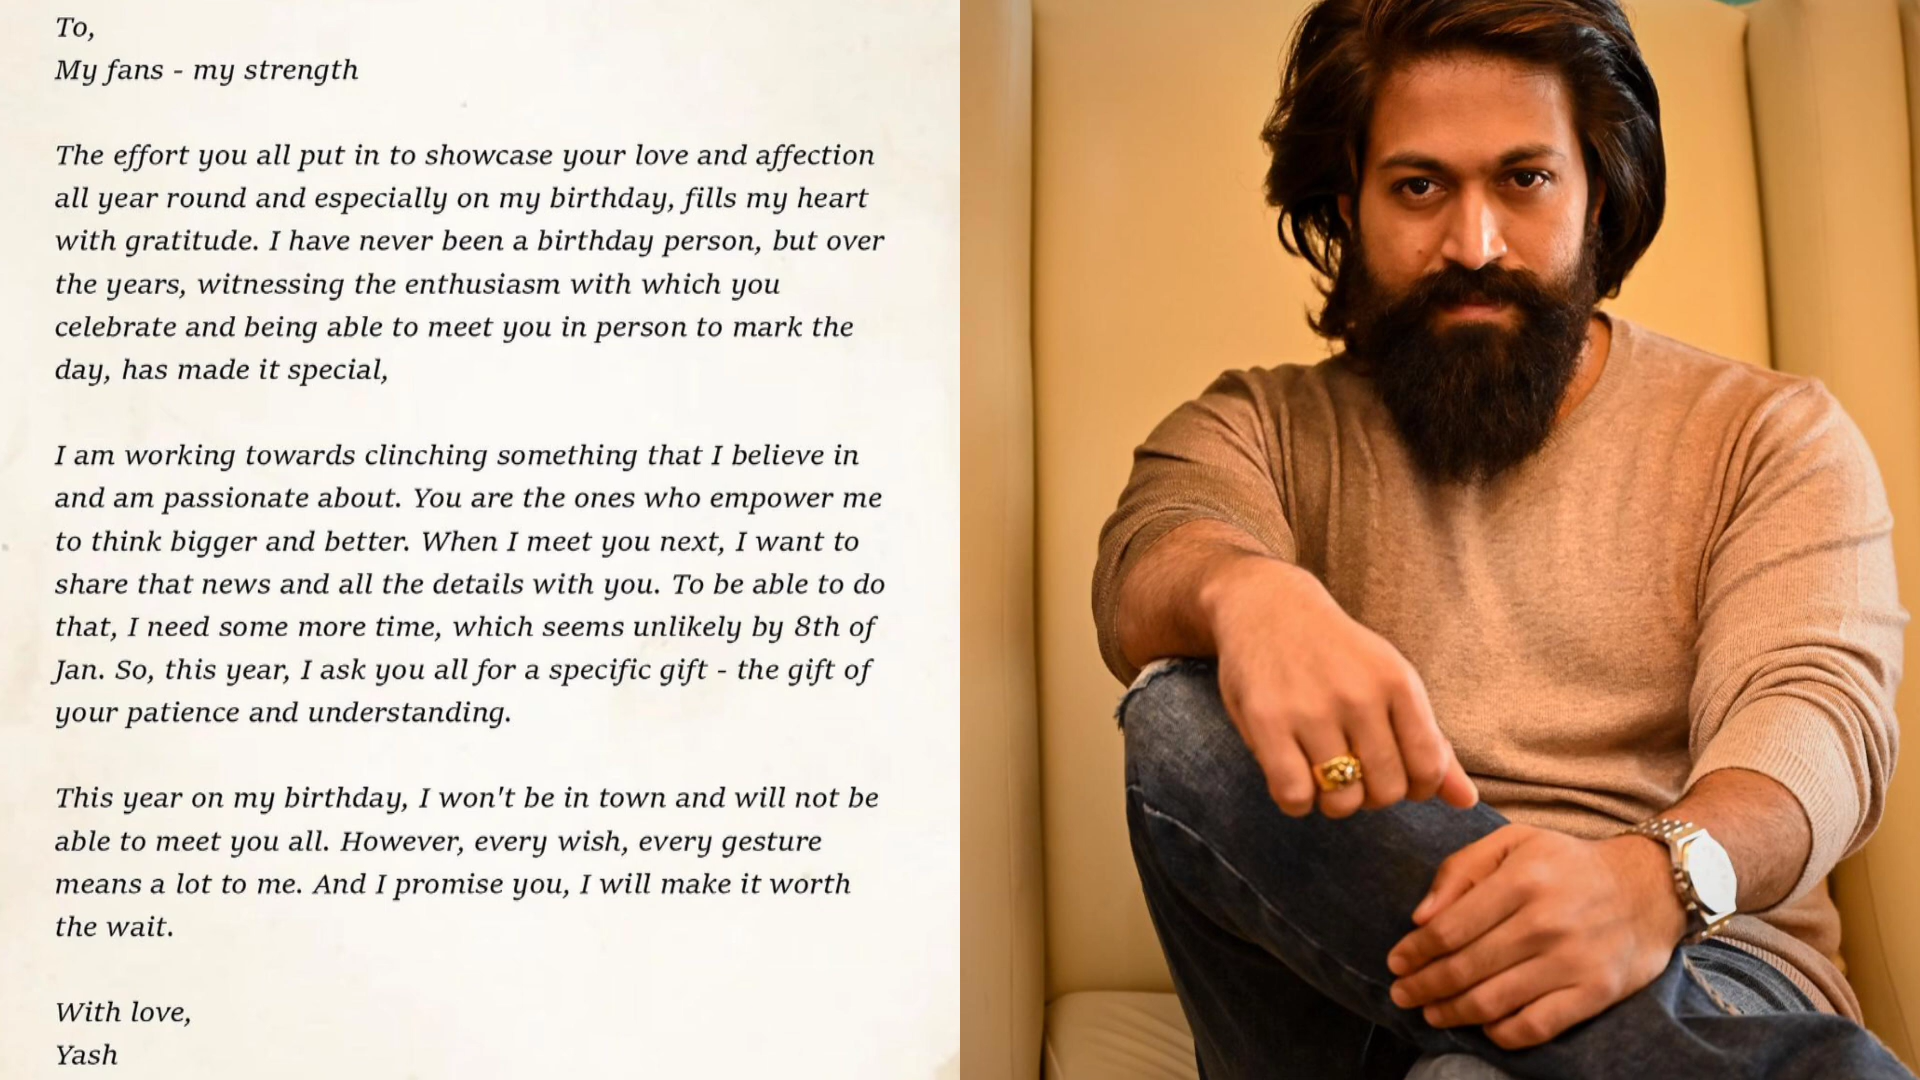 To,
My fans - my strength
The effort you all put in to showcase your love and affection
all year round and especially on my birthday, fills my heart
with gratitude. I have never been a birthday person, but over
the years, witnessing the enthusiasm with which you
celebrate and being able to meet you in person to mark the
day, has made it special,
I am working towards clinching something that I believe in
and am passionate about. You are the ones who empower me
to think bigger and better. When I meet you next, I want to
share that news and all the details with you. To be able to do
that, I need some more time, which seems unlikely by 8th of
Jan. So, this year, I ask you all for a specific gift - the gift of
your patience and understanding.
This year on my birthday, I won't be in town and will not be
able to meet you all. However, every wish, every gesture
means a lot to me. And I promise you, I will make it worth
the wait.
With love,
Yash